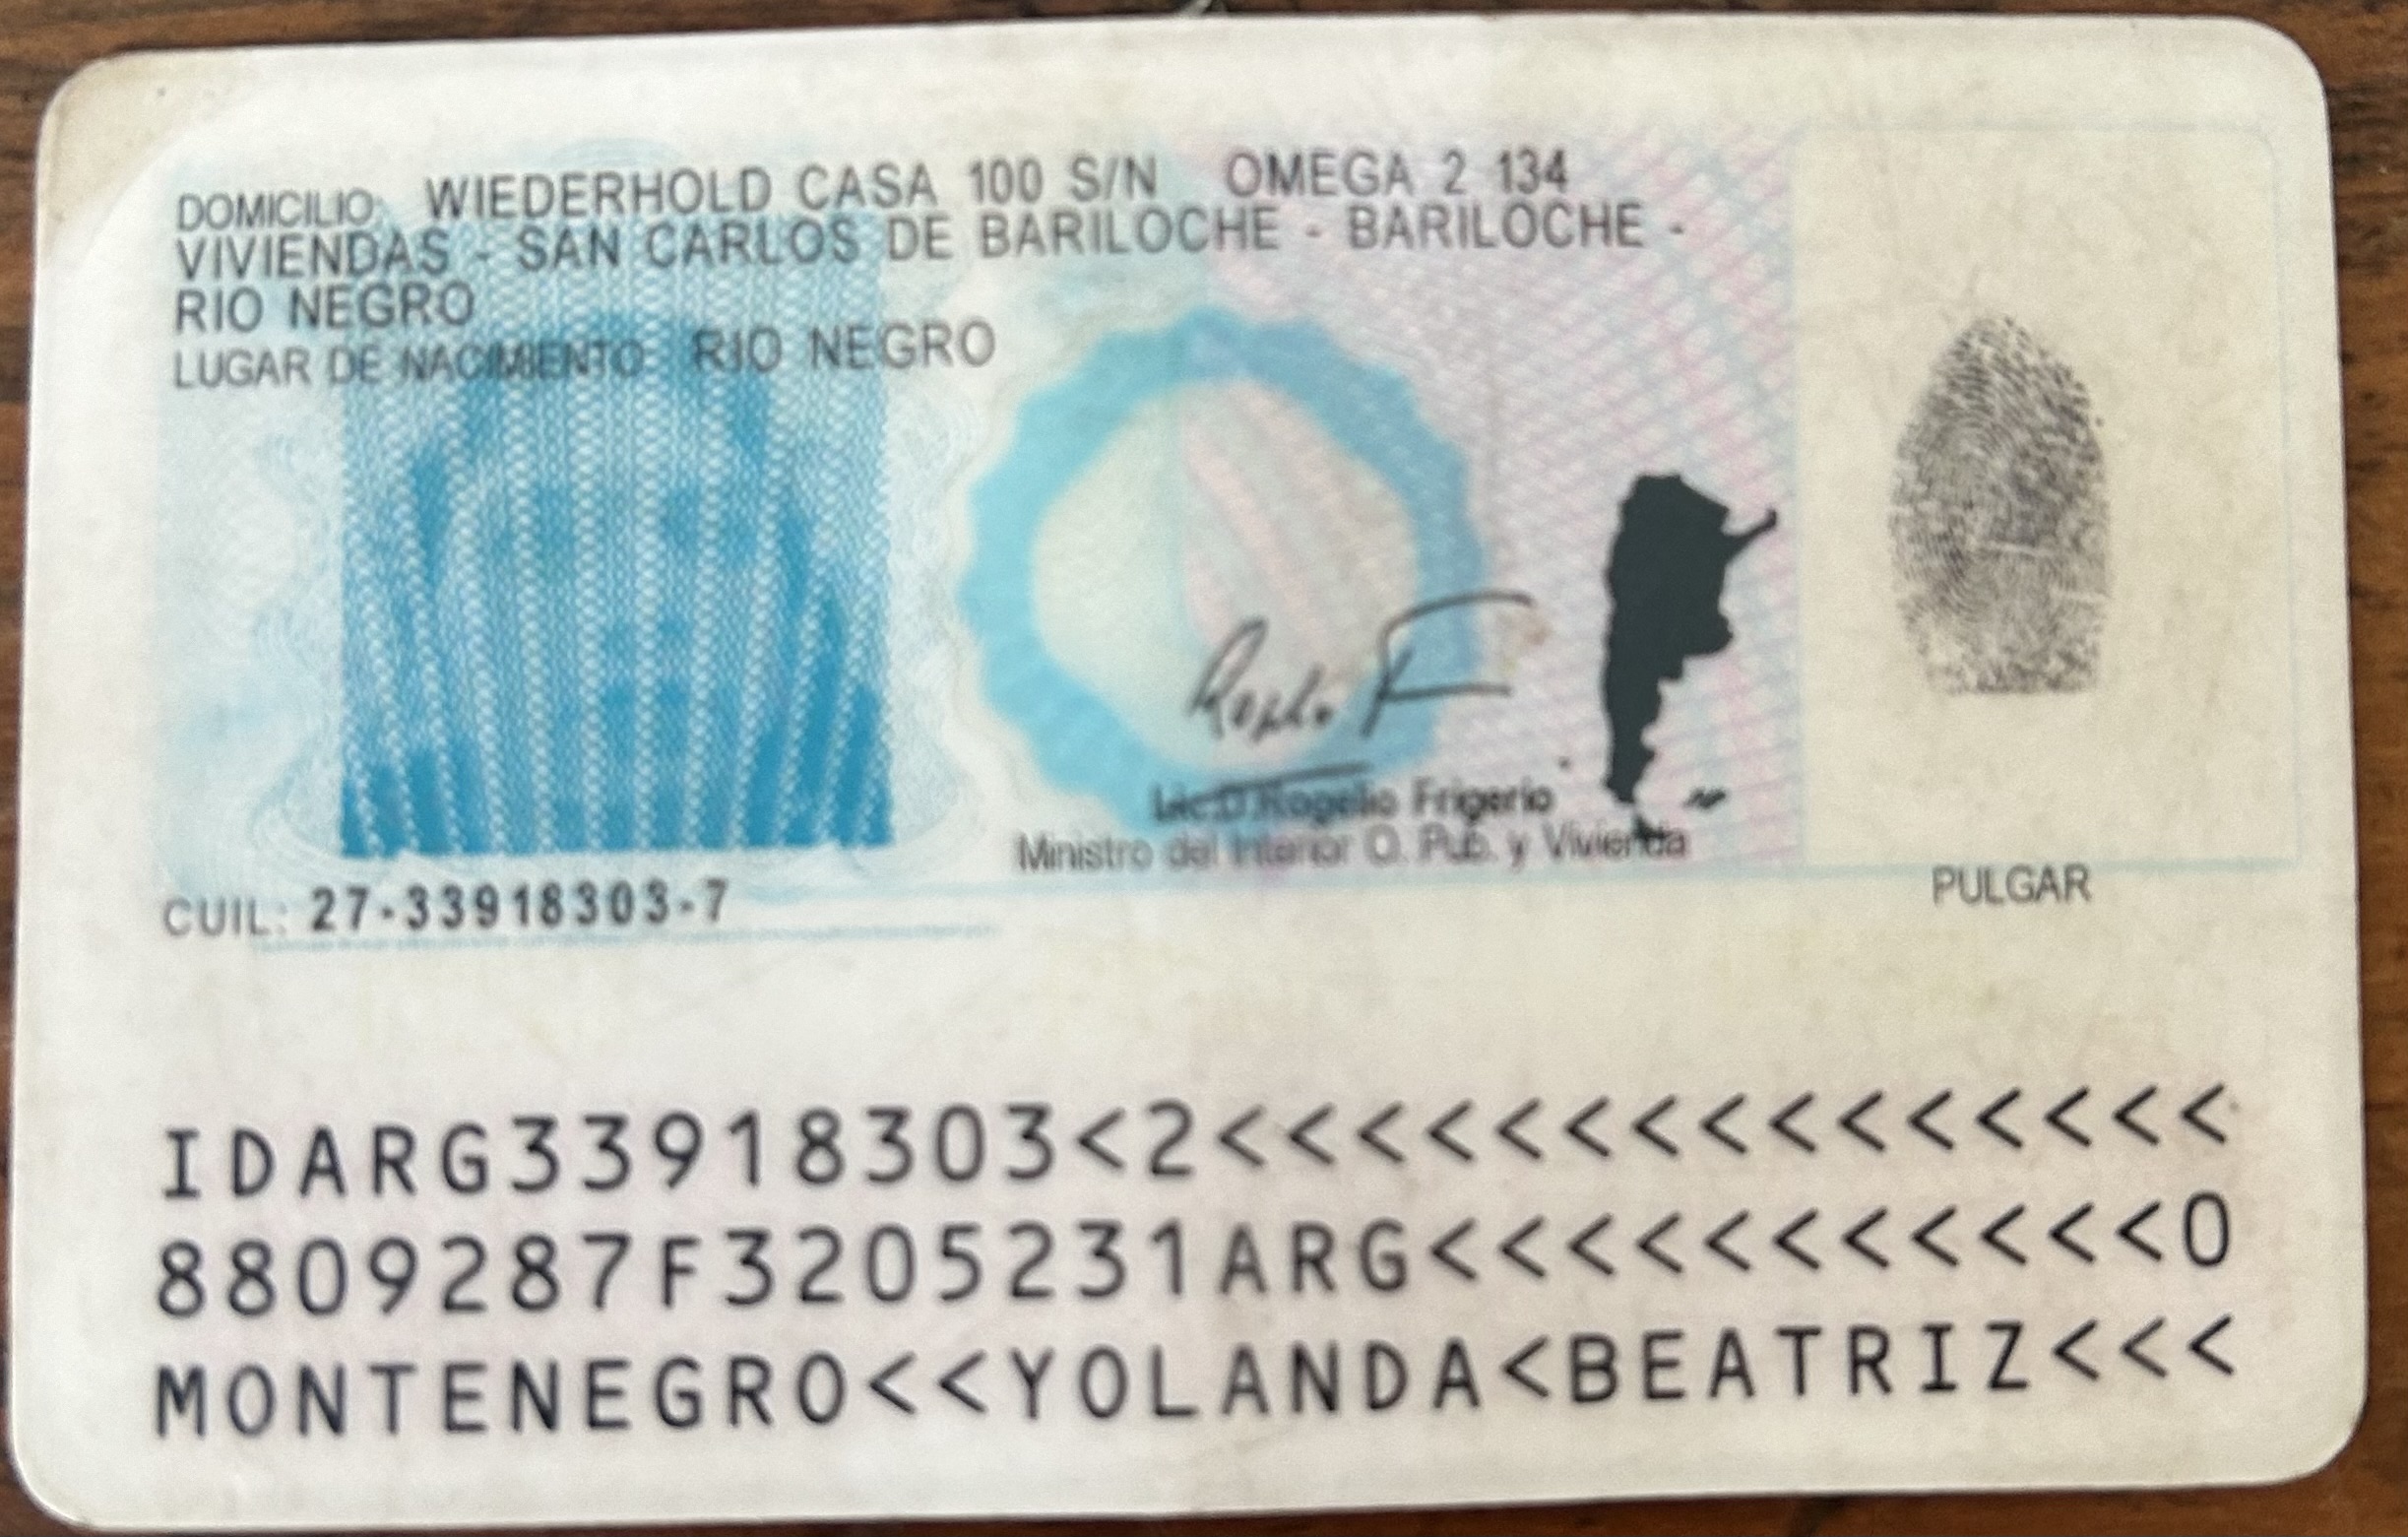 DOMICILIO: WIEDERHOLD CASA 100 S/N OMEGA 2 134
VIVIENDAS - SAN CARLOS DE BARILOCHE - BARILOCHE -
RIO NEGRO
LUGAR DE NACIMIENTO RIO NEGRO
Lic.D.Rogelio Frigerio
Ministro del Interior O. Pub. y Vivienda
PULGAR
CUIL: 27-33918303-7
IDARG33918303<2<<<<<<<<<<<<<<<
8809287F3205231ARG<<<<<<<<<<<0
MONTENEGRO<<YOLANDA<BEATRIZ<<<